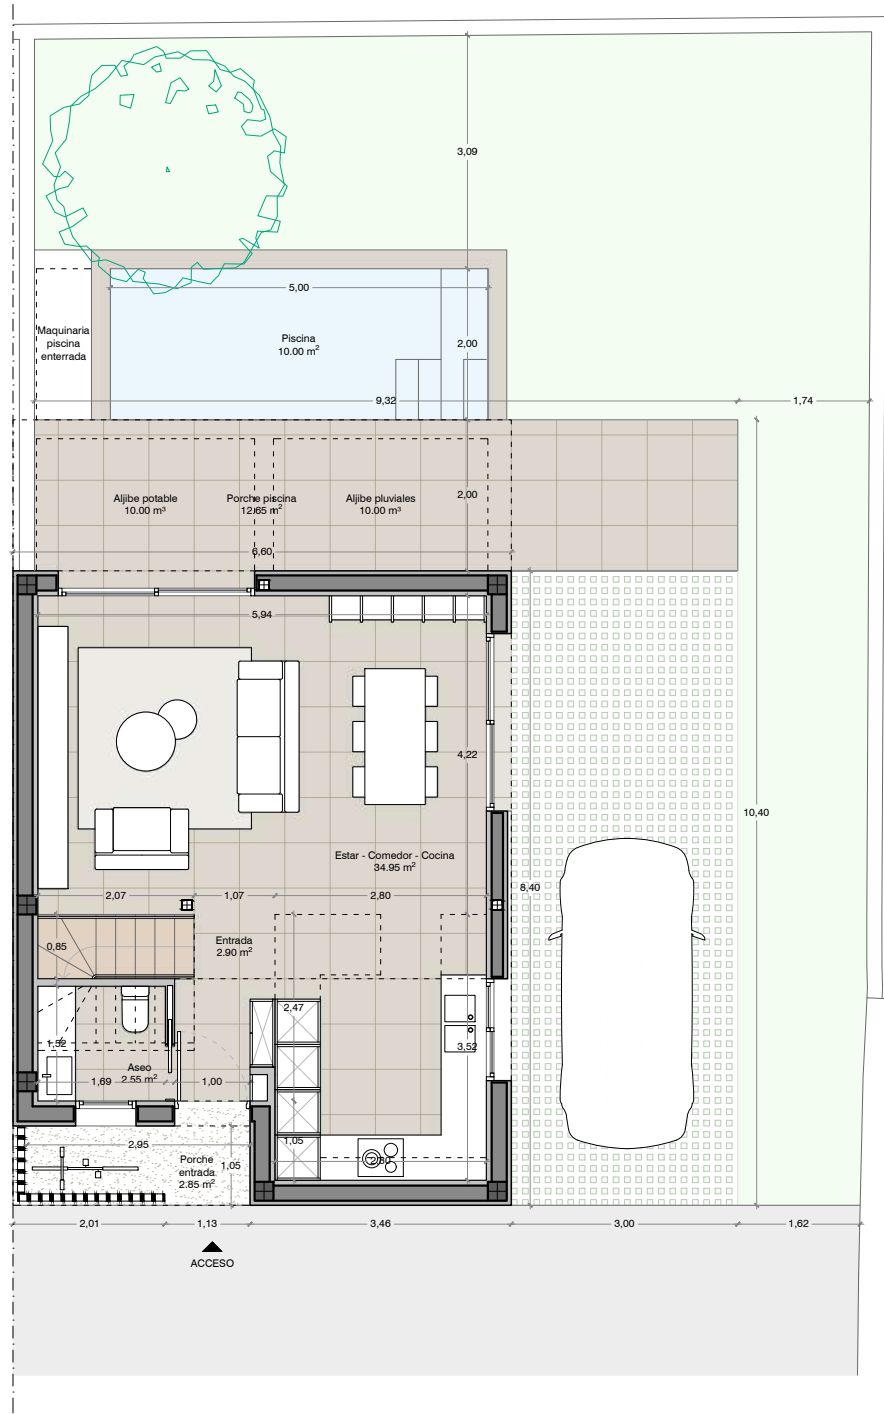 3,09
5,00
Maquinaria
piscina
enterrada
Piscina
10.00 m²
2,00
9,32
1,74
Aljibe potable
10.00 m³
Porche piscina
12.65 m²
Aljibe pluviales
10.00 m³
2,00
6,60
5,94
4,22
10,40
Estar - Comedor - Cocina
34.95 m²
8,40
2,07
1,07
2,80
0,85
Entrada
2.90 m²
2,47
1,52
3,52
Aseo
2.55 m²
1,69
1,00
2,95
1,05
1,05
2,80
Porche
entrada
2.85 m²
2,01
1,13
3,46
3,00
1,62
ACCESO